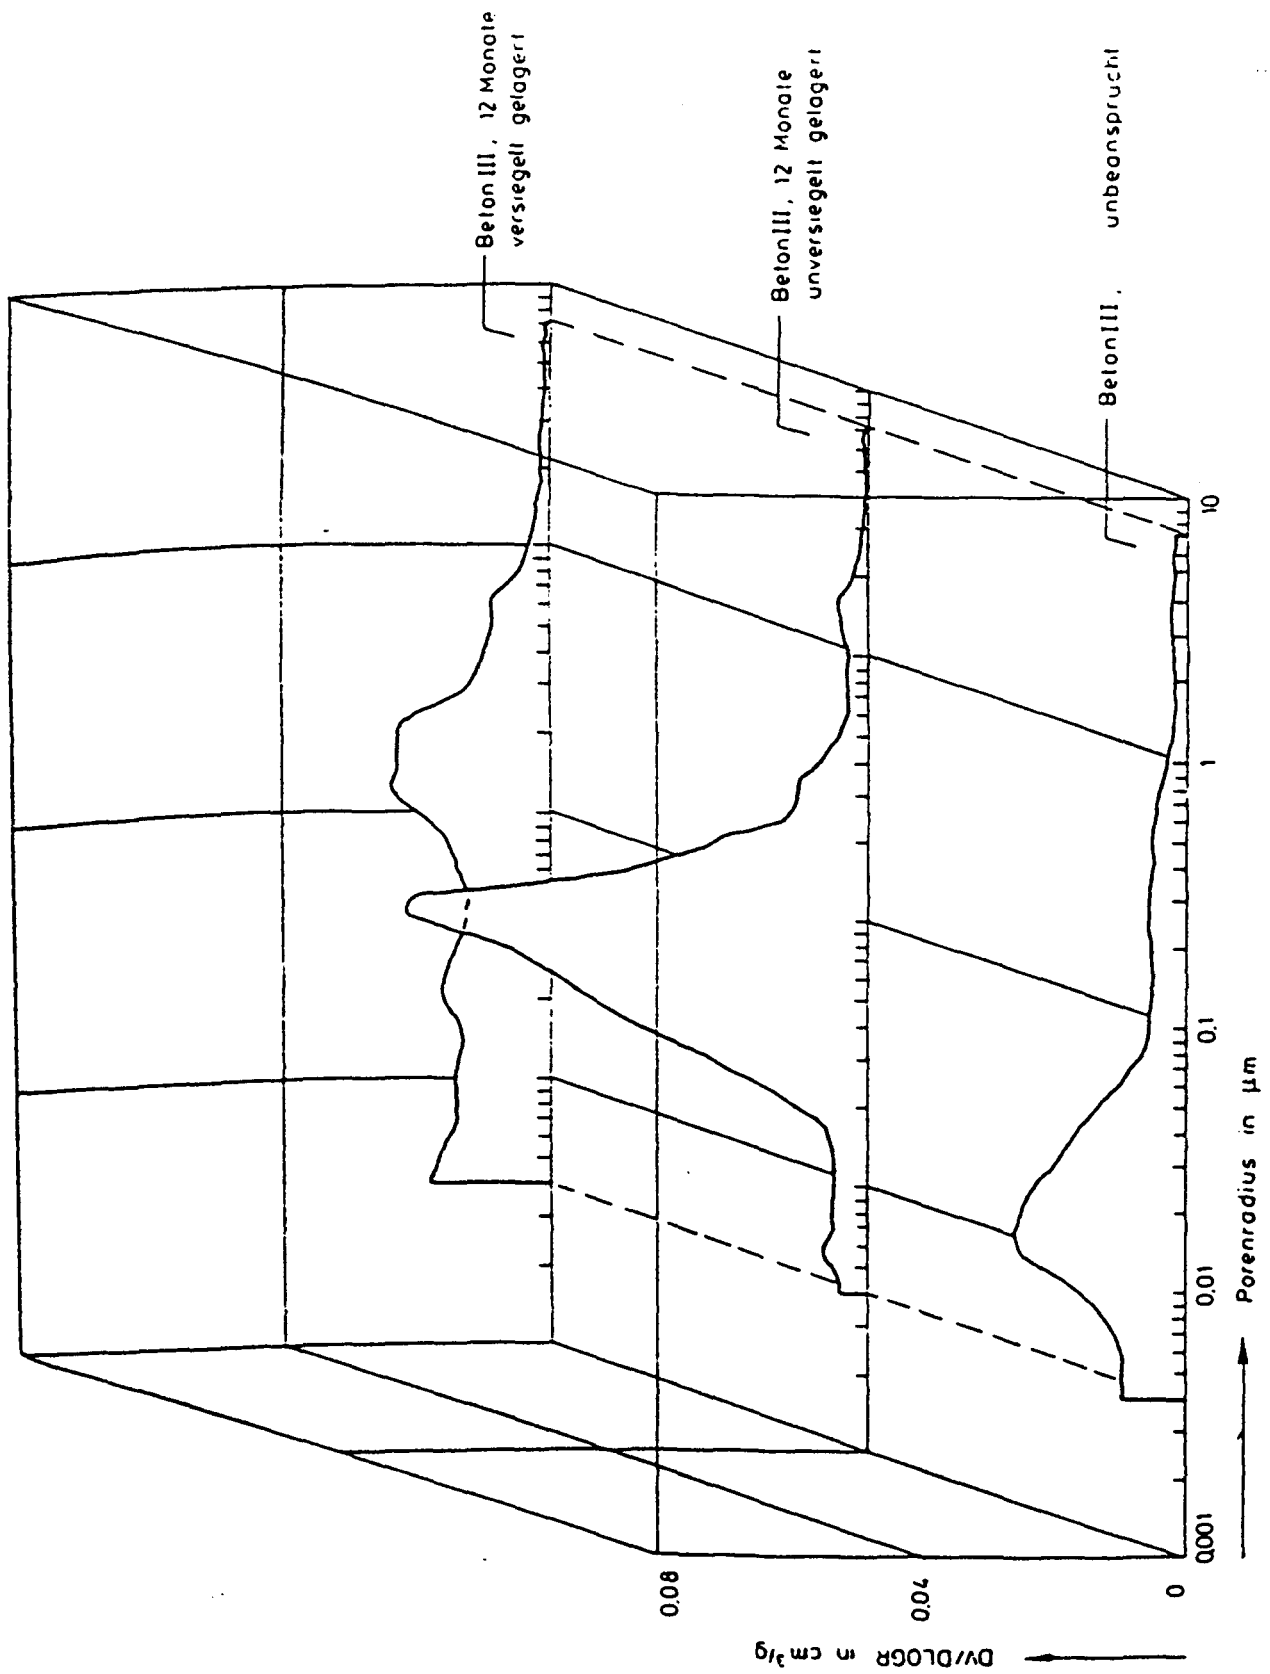 Beton III, 12 Monate
versiegelt gelagert
Beton III, 12 Monate
unversiegelt gelagert
Beton III, unbeansprucht
DV/DLOGR in cm³/g
0.08
0.04
0
0.001
0.01
0.1
1
10
Porenradius in µm